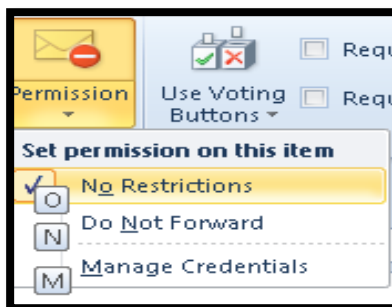 Permission
Use Voting
Buttons
Requ
Requ
Set permission on this item
No Restrictions
O
Do Not Forward
N
Manage Credentials
M